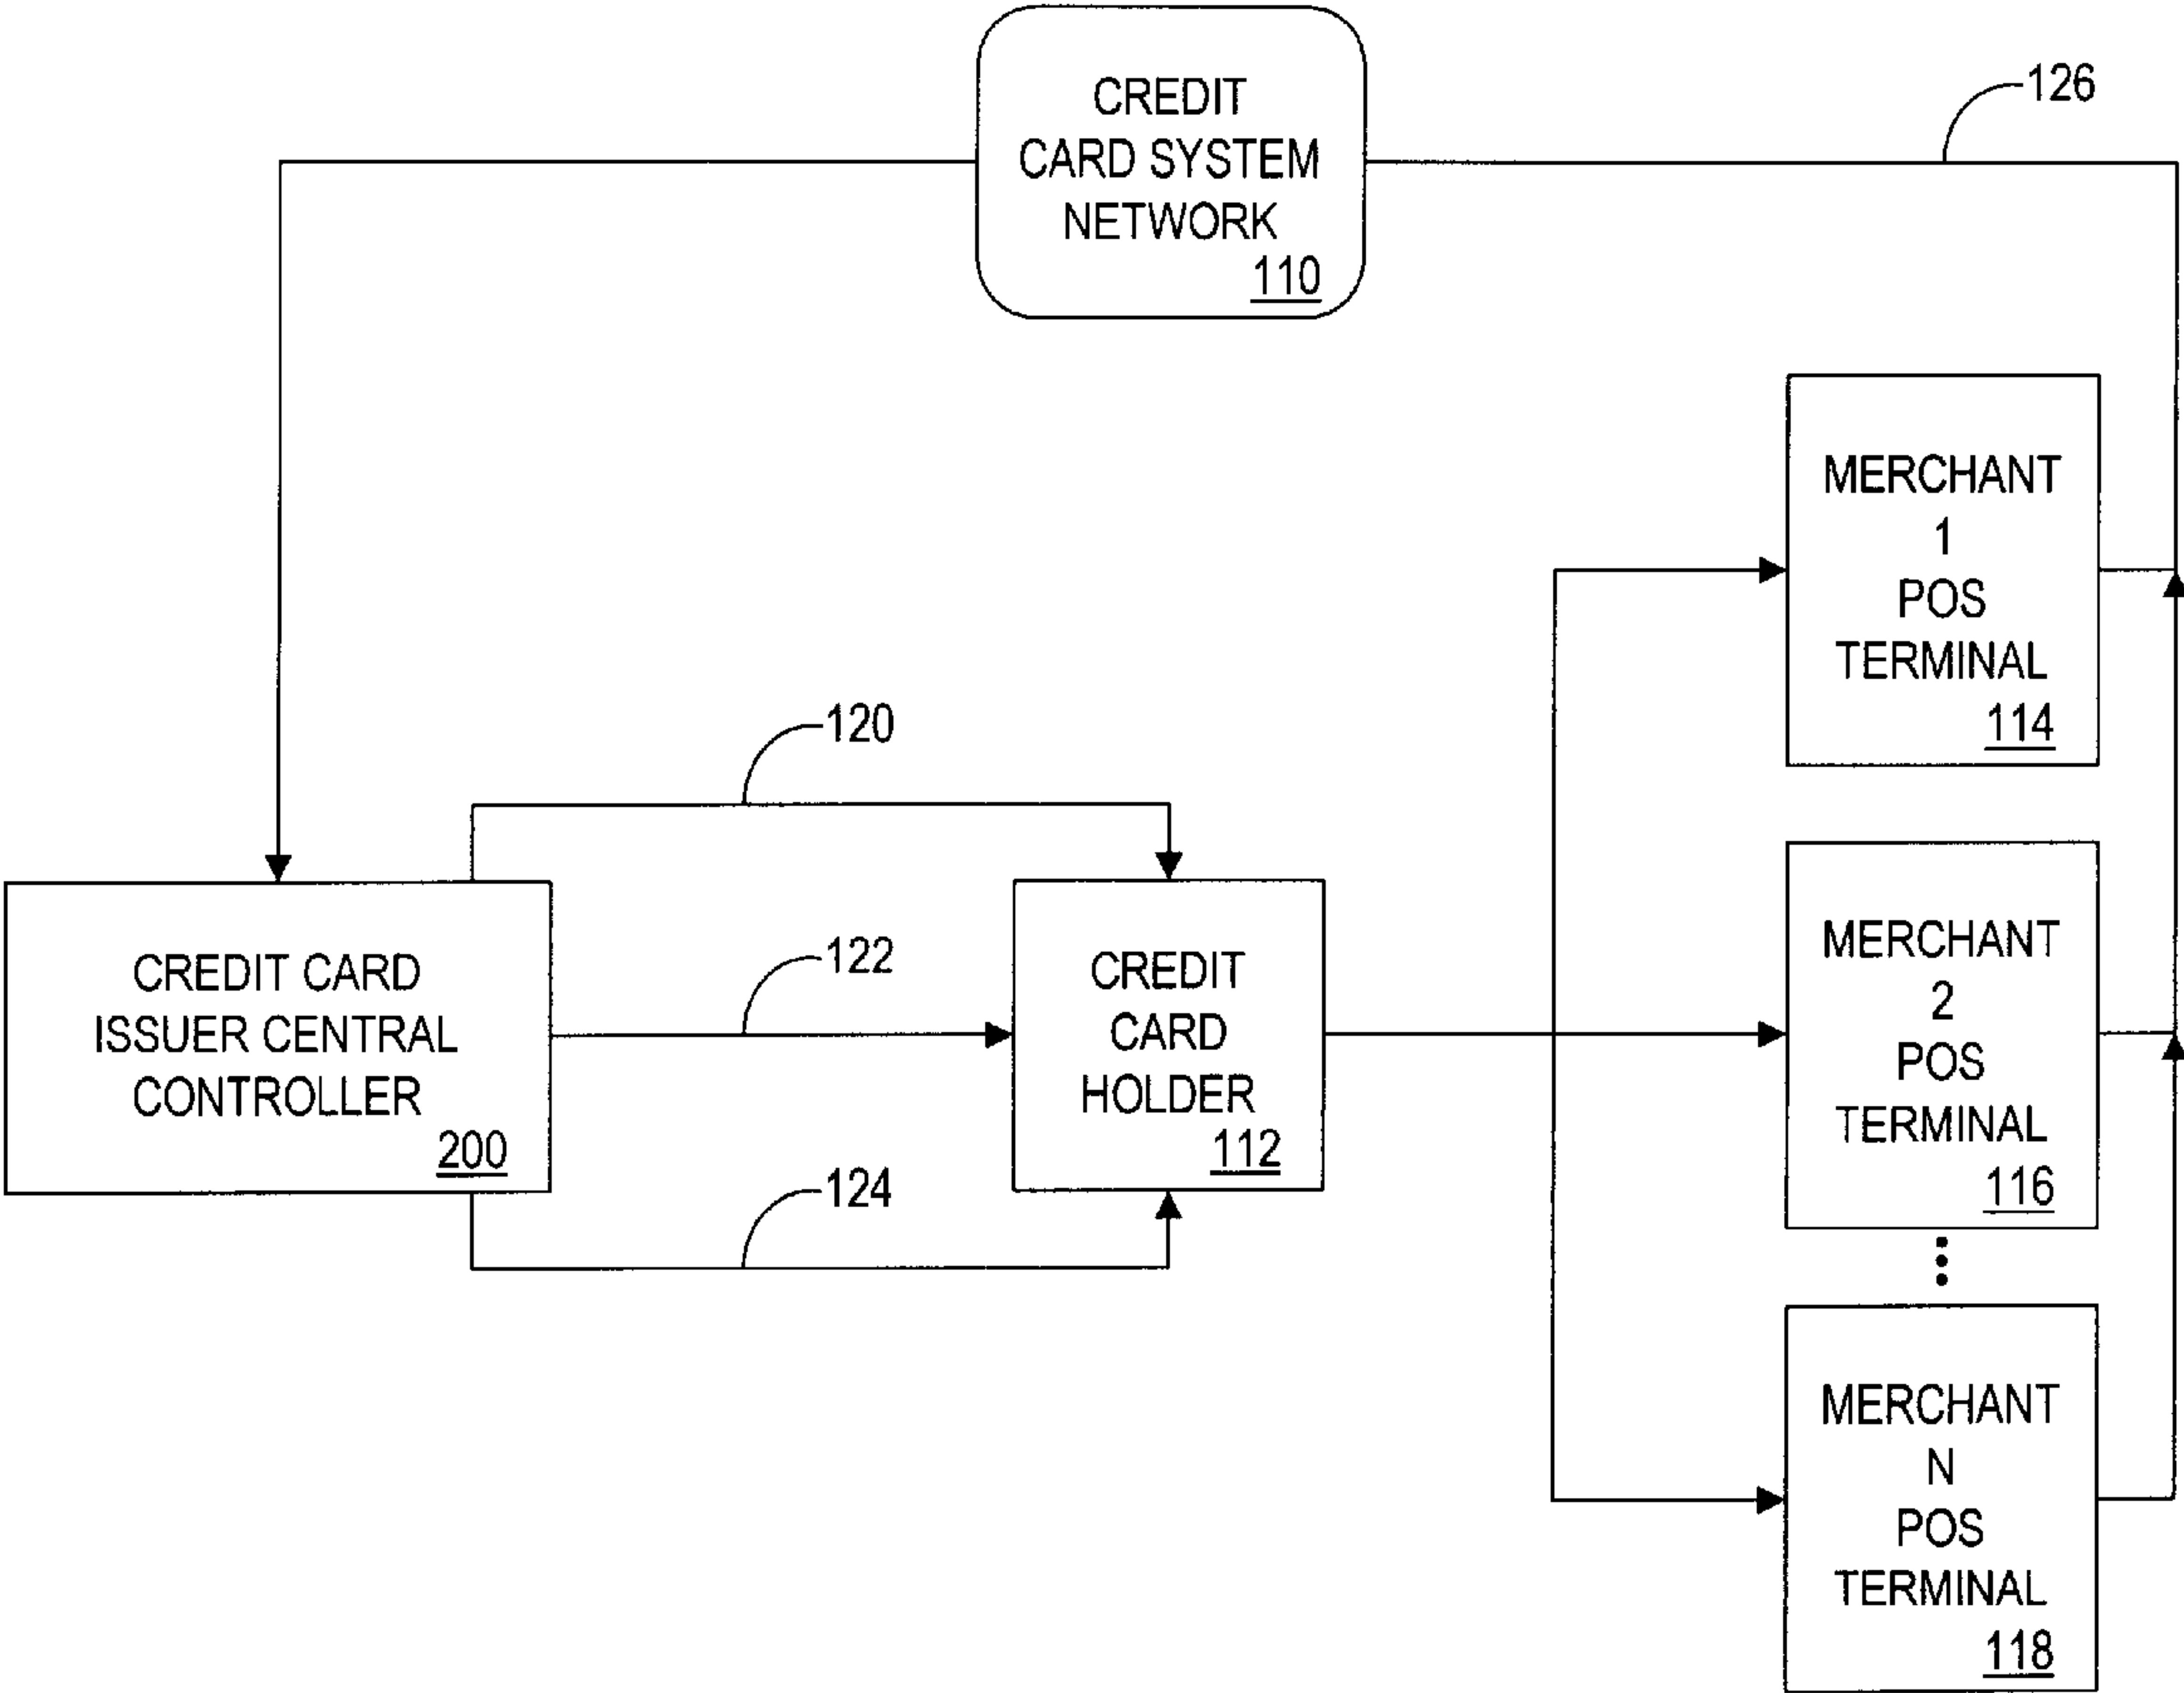 CREDIT
CARD SYSTEM
NETWORK
110
126
MERCHANT
1
POS
TERMINAL
114
120
CREDIT CARD
ISSUER CENTRAL
CONTROLLER
200
122
124
CREDIT
CARD
HOLDER
112
MERCHANT
2
POS
TERMINAL
116
MERCHANT
N
POS
TERMINAL
118